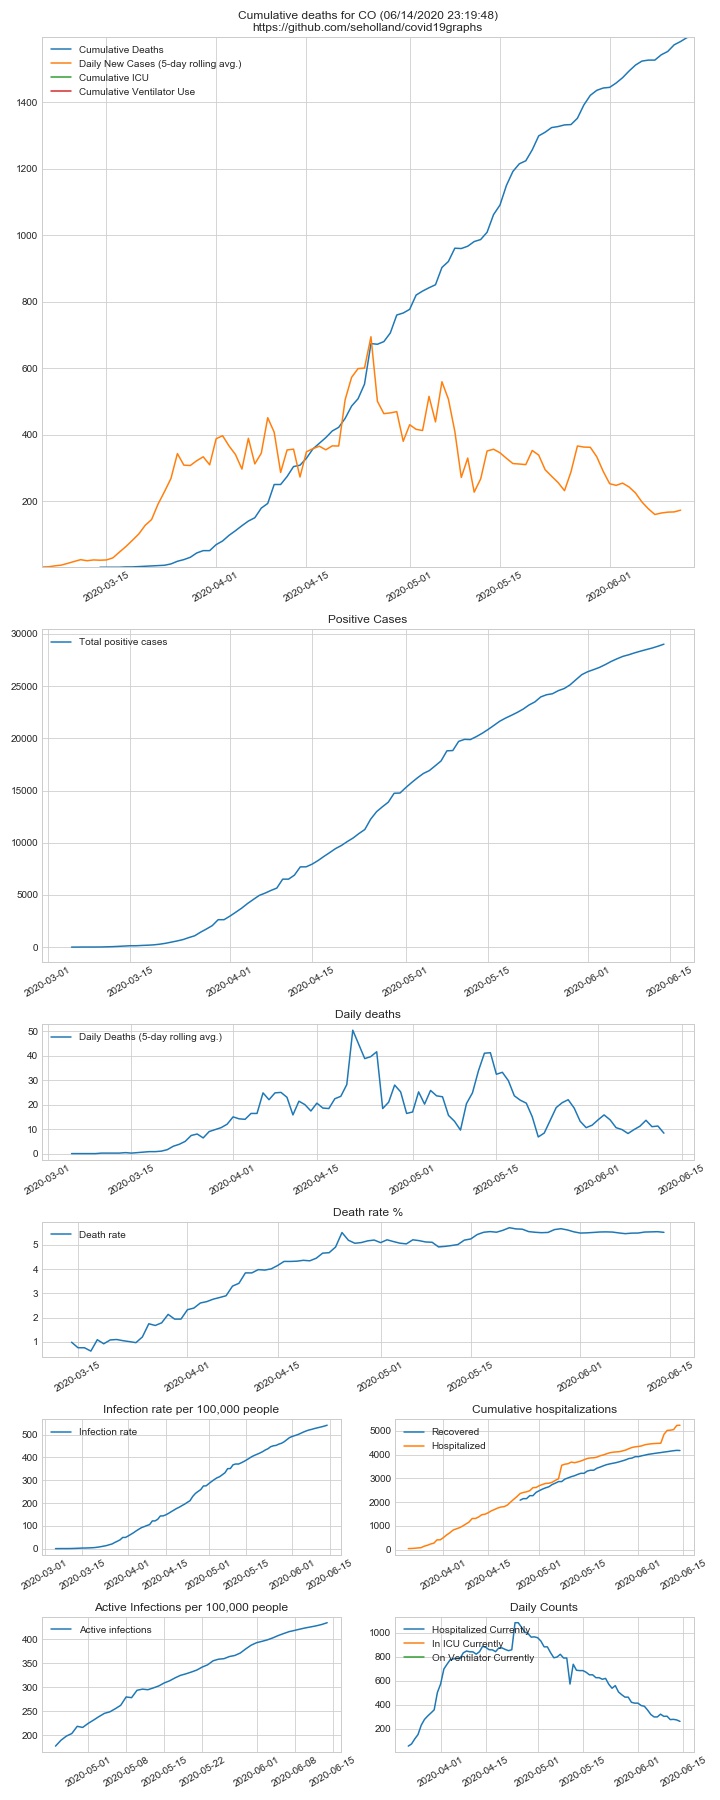 Cumulative deaths for CO (06/14/2020 23:19:48)
https://github.com/seholland/covid19graphs
Cumulative Deaths
Daily New Cases (5-day rolling avg.)
Cumulative ICU
Cumulative Ventilator Use
1400
1200
1000
800
600
400
200
2020-03-15 2020-04-01 2020-04-15 2020-05-01 2020-05-15 2020-06-01
Positive Cases
Total positive cases
30000
25000
20000
15000
10000
5000
0
2020-03-01 2020-03-15 2020-04-01 2020-04-15 2020-05-01 2020-05-15 2020-06-01 2020-06-15
Daily deaths
Daily Deaths (5-day rolling avg.)
50
40
30
20
10
0
2020-03-01 2020-03-15 2020-04-01 2020-04-15 2020-05-01 2020-05-15 2020-06-01 2020-06-15
Death rate %
Death rate
5
4
3
2
1
2020-03-15 2020-04-01 2020-04-15 2020-05-01 2020-05-15 2020-06-01 2020-06-15
Infection rate per 100,000 people
Infection rate
500
400
300
200
100
0
2020-03-01 2020-03-15 2020-04-01 2020-04-15 2020-05-01 2020-05-15 2020-06-01 2020-06-15
Cumulative hospitalizations
Recovered
Hospitalized
5000
4000
3000
2000
1000
0
2020-04-01 2020-04-15 2020-05-01 2020-05-15 2020-06-01 2020-06-15
Active Infections per 100,000 people
Active infections
400
350
300
250
200
2020-05-01 2020-05-08 2020-05-15 2020-05-22 2020-06-01 2020-06-08 2020-06-15
Daily Counts
Hospitalized Currently
In ICU Currently
On Ventilator Currently
1000
800
600
400
200
2020-04-01 2020-04-15 2020-05-01 2020-05-15 2020-06-01 2020-06-15